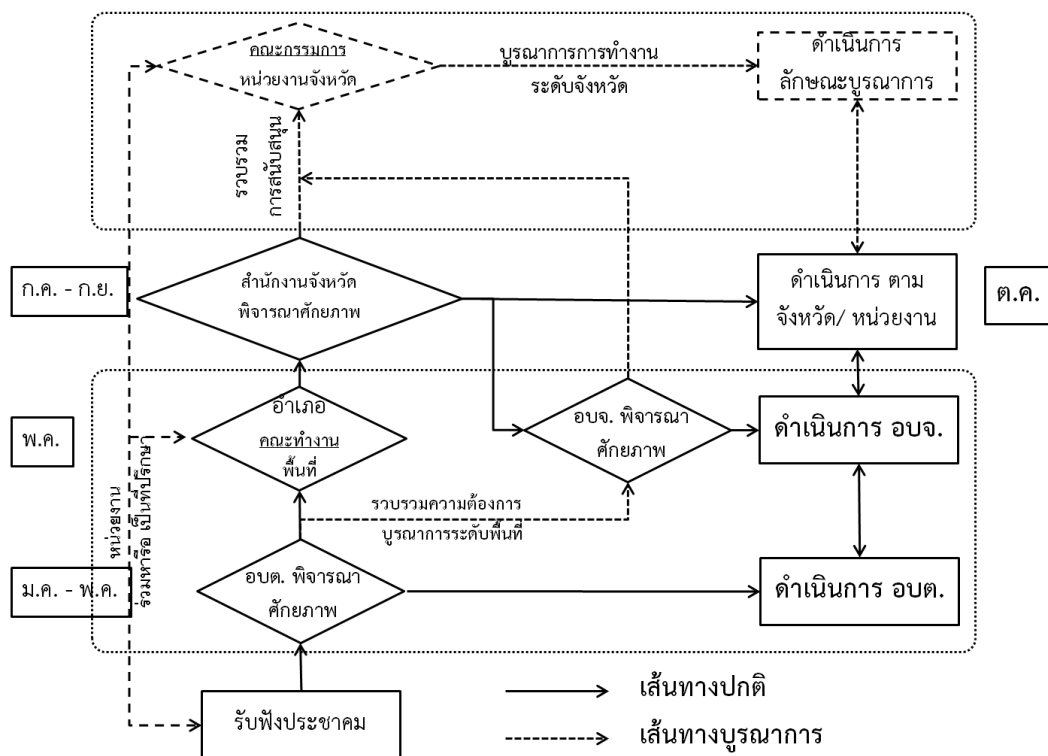 คณะกรรมการ
หน่วยงานจังหวัด
บูรณาการการทำงาน
ระดับจังหวัด
ดำเนินการ
ลักษณะบูรณาการ
รวบรวม
การสนับสนุน
ก.ค. - ก.ย.
สำนักงานจังหวัด
พิจารณาศักยภาพ
ดำเนินการ ตาม
จังหวัด/ หน่วยงาน
ต.ค.
พ.ค.
อำเภอ
คณะทำงาน
พื้นที่
อบจ. พิจารณา
ศักยภาพ
ดำเนินการ อบจ.
หน่วยงาน
ร่วมหารือ เป็นที่ปรึกษา
รวบรวมความต้องการ
บูรณาการระดับพื้นที่
ม.ค. - พ.ค.
อบต. พิจารณา
ศักยภาพ
ดำเนินการ อบต.
รับฟังประชาคม
เส้นทางปกติ
เส้นทางบูรณาการ